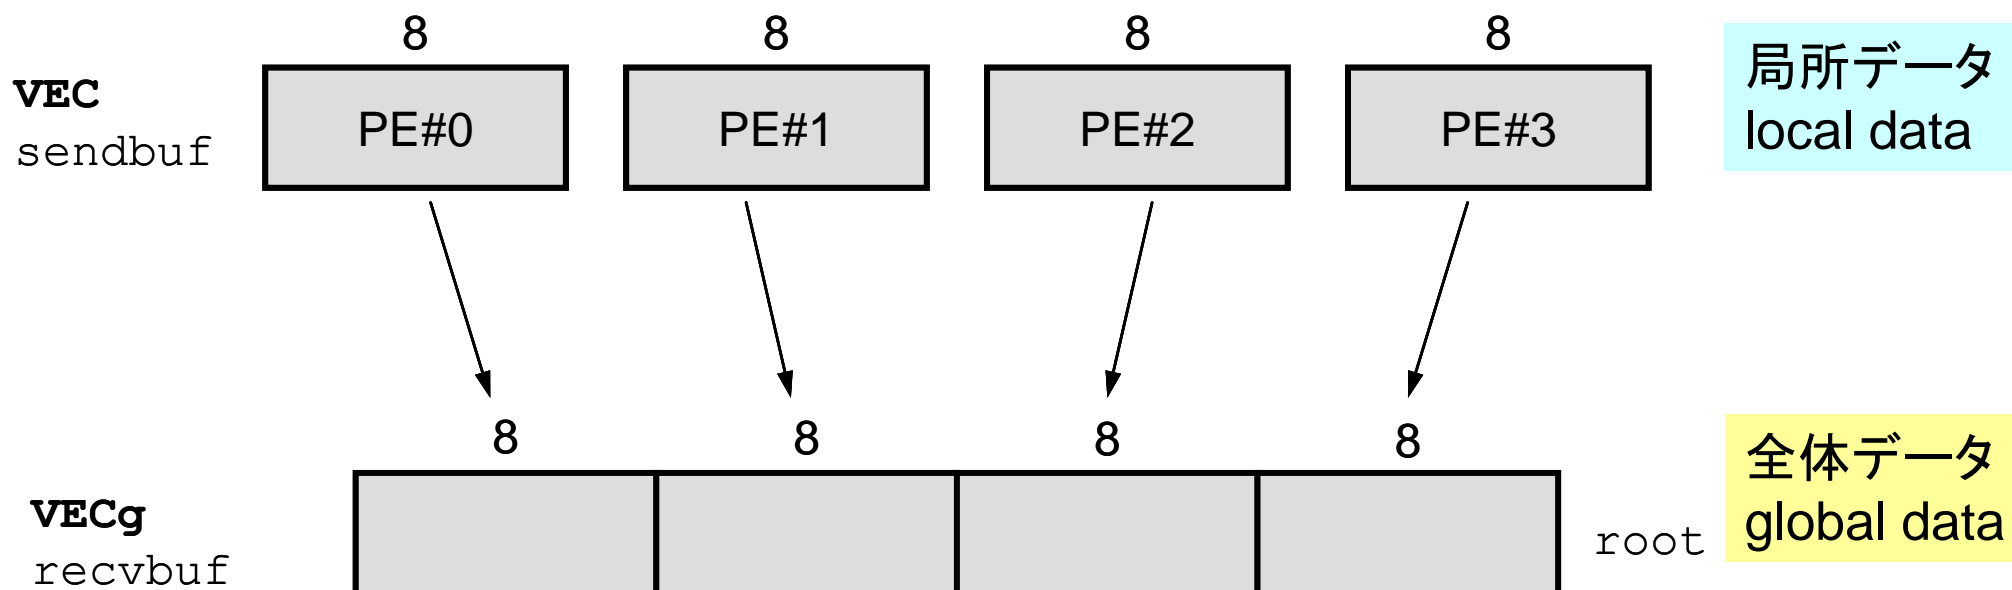 8 8 8 8
VEC
sendbuf
PE#0 PE#1 PE#2 PE#3
局所データ
local data
8 8 8 8
VECg
recvbuf
root
全体データ
global data